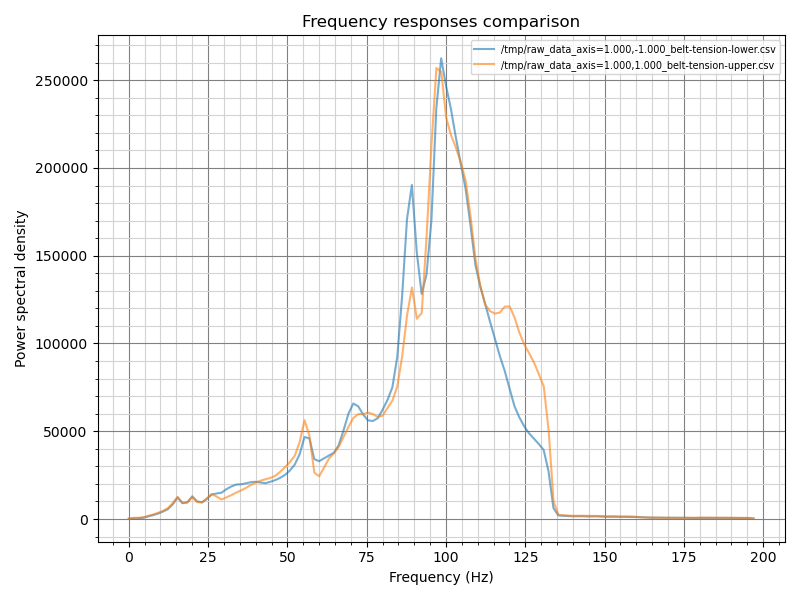 Frequency responses comparison
/tmp/raw_data_axis=1.000,-1.000_belt-tension-lower.csv
/tmp/raw_data_axis=1.000,1.000_belt-tension-upper.csv
Power spectral density
250000
200000
150000
100000
50000
0
0 25 50 75 100 125 150 175 200
Frequency (Hz)